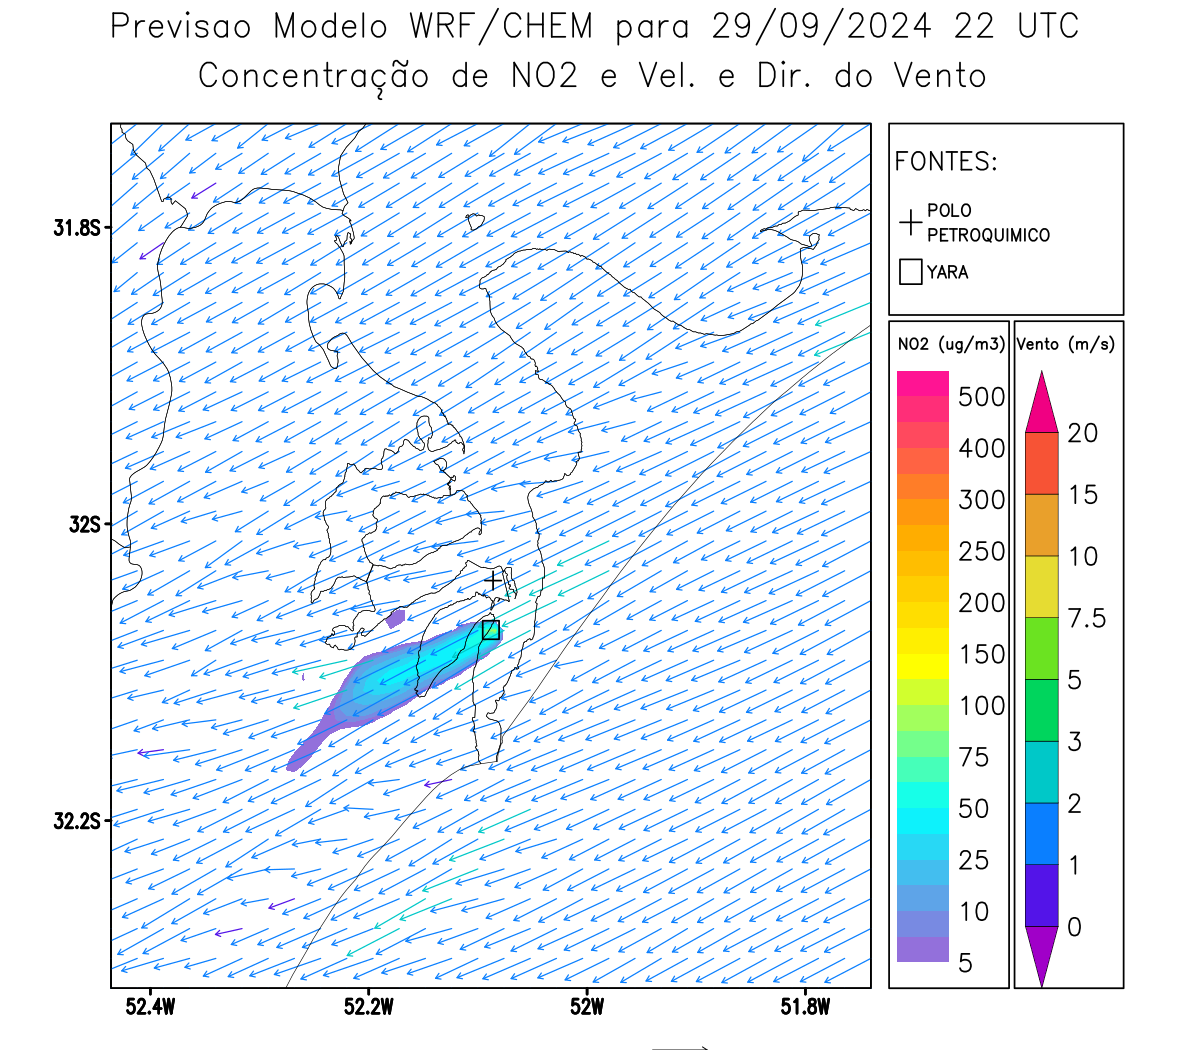 Previsao Modelo WRF/CHEM para 29/09/2024 22 UTC
Concentração de NO2 e Vel. e Dir. do Vento
FONTES:
POLO
PETROQUIMICO
YARA
31.8S
32S
32.2S
52.4W
52.2W
52W
51.8W
NO2 (ug/m3)
500
400
300
250
200
150
100
75
50
25
10
5
Vento (m/s)
20
15
10
7.5
5
3
2
1
0